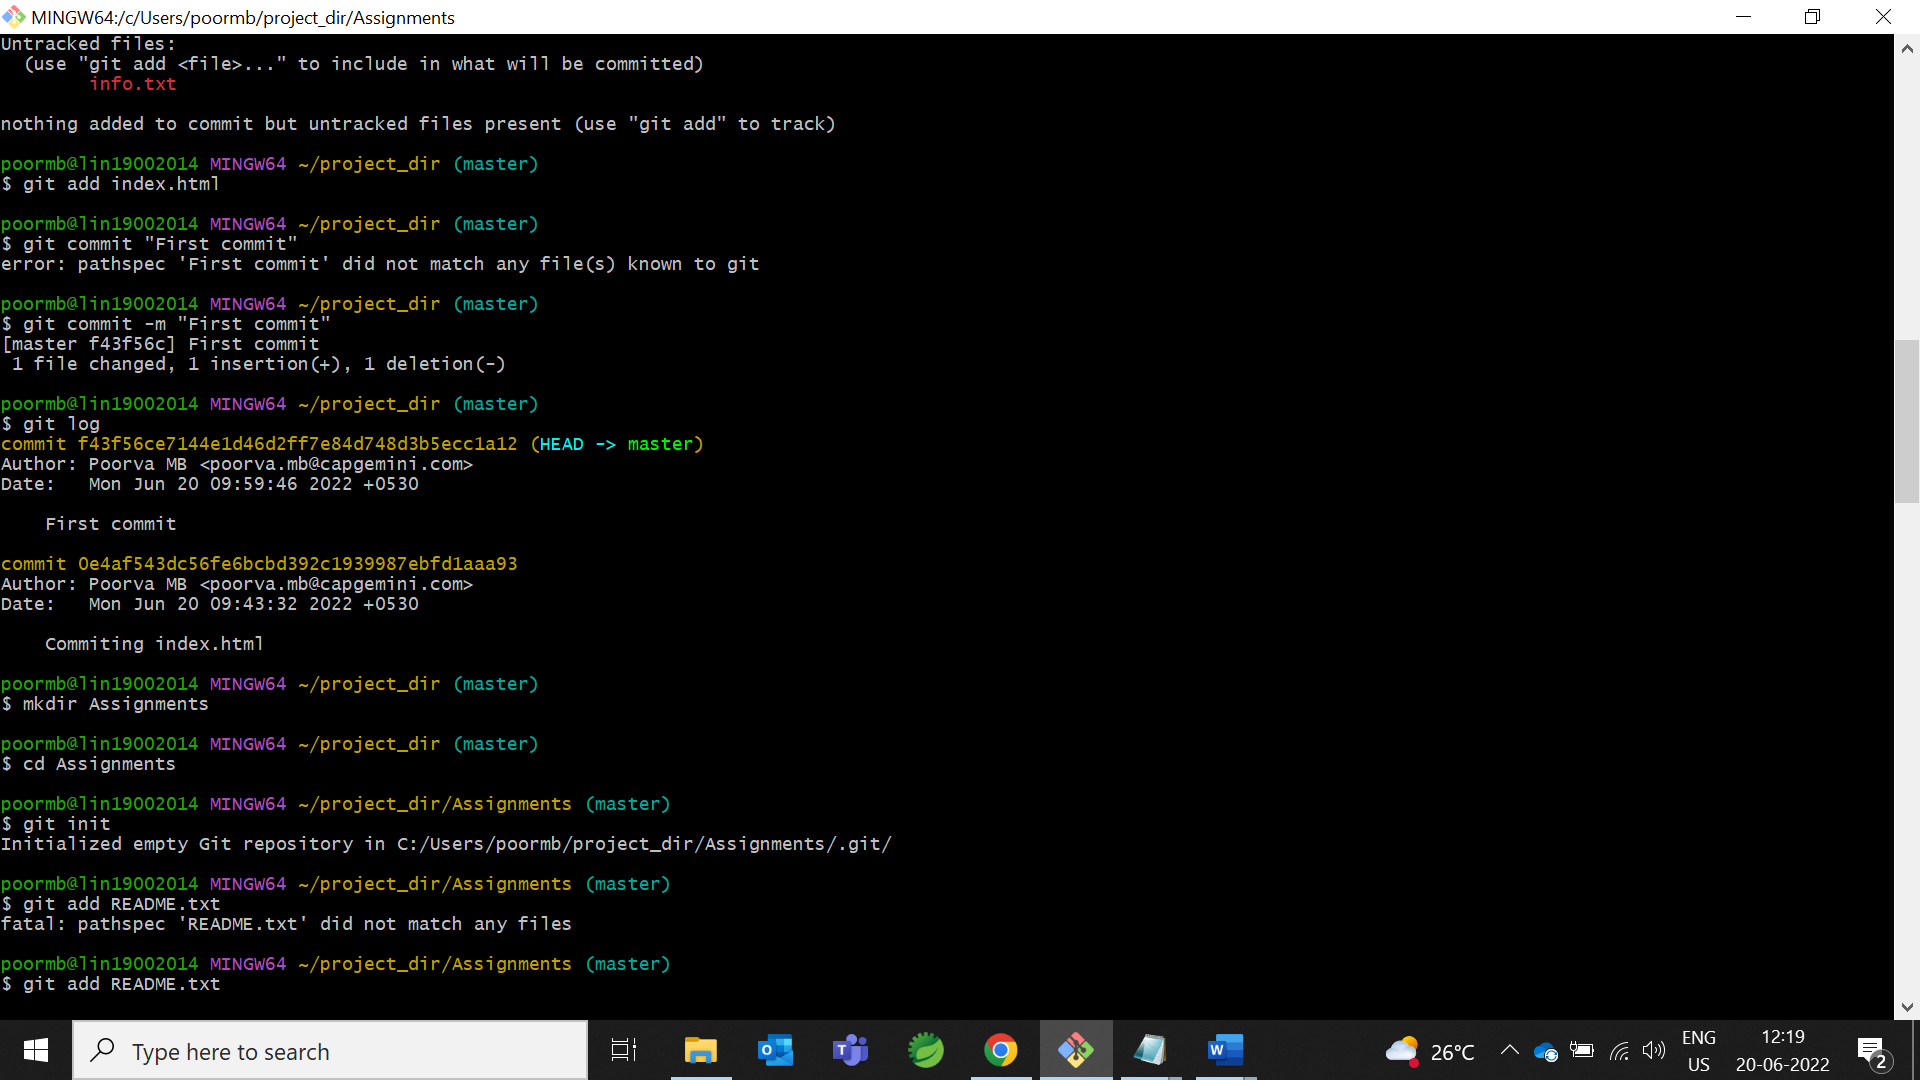 MINGW64:/c/Users/poormb/project_dir/Assignments
Untracked files:
  (use "git add <file>..." to include in what will be committed)
        info.txt
nothing added to commit but untracked files present (use "git add" to track)
poormb@lin19002014 MINGW64 ~/project_dir (master)
$ git add index.html
poormb@lin19002014 MINGW64 ~/project_dir (master)
$ git commit "First commit"
error: pathspec 'First commit' did not match any file(s) known to git
poormb@lin19002014 MINGW64 ~/project_dir (master)
$ git commit -m "First commit"
[master f43f56c] First commit
 1 file changed, 1 insertion(+), 1 deletion(-)
poormb@lin19002014 MINGW64 ~/project_dir (master)
$ git log
commit f43f56ce7144e1d46d2ff7e84d748d3b5ecc1a12 (HEAD -> master)
Author: Poorva MB <poorva.mb@capgemini.com>
Date:   Mon Jun 20 09:59:46 2022 +0530
    First commit
commit 0e4af543dc56fe6bcbd392c1939987ebfd1aaa93
Author: Poorva MB <poorva.mb@capgemini.com>
Date:   Mon Jun 20 09:43:32 2022 +0530
    Commiting index.html
poormb@lin19002014 MINGW64 ~/project_dir (master)
$ mkdir Assignments
poormb@lin19002014 MINGW64 ~/project_dir (master)
$ cd Assignments
poormb@lin19002014 MINGW64 ~/project_dir/Assignments (master)
$ git init
Initialized empty Git repository in C:/Users/poormb/project_dir/Assignments/.git/
poormb@lin19002014 MINGW64 ~/project_dir/Assignments (master)
$ git add README.txt
fatal: pathspec 'README.txt' did not match any files
poormb@lin19002014 MINGW64 ~/project_dir/Assignments (master)
$ git add README.txt
Type here to search
26°C
ENG
US
12:19
20-06-2022
2